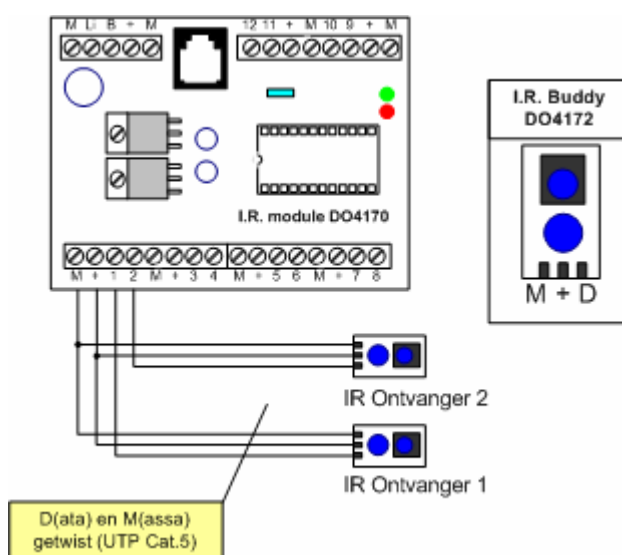 M Li B + M
12 11 + M 10 9 + M
I.R. module DO4170
M + 1 2 M + 3 4 M + 5 6 M + 7 8
I.R. Buddy
DO4172
M + D
IR Ontvanger 2
IR Ontvanger 1
D(ata) en M(assa)
getwist (UTP Cat.5)